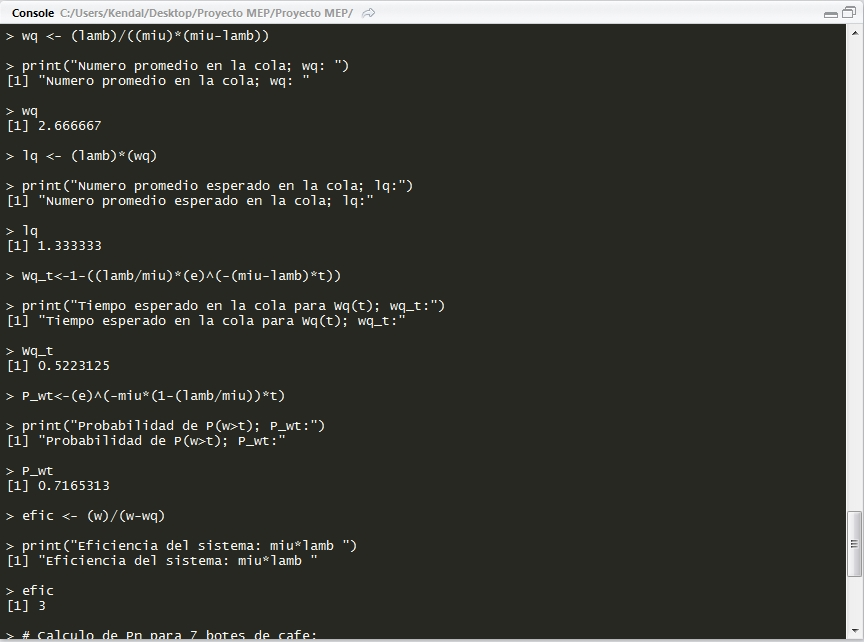 Console C:/Users/Kendal/Desktop/Proyecto MEP/Proyecto MEP/
> wq <- (lamb)/((miu)*(miu-lamb))
> print("Numero promedio en la cola; wq: ")
[1] "Numero promedio en la cola; wq: "
> wq
[1] 2.666667
> lq <- (lamb)*(wq)
> print("Numero promedio esperado en la cola; lq:")
[1] "Numero promedio esperado en la cola; lq:"
> lq
[1] 1.333333
> wq_t<-1-((lamb/miu)*(e)^(-(miu-lamb)*t))
> print("Tiempo esperado en la cola para Wq(t); wq_t:")
[1] "Tiempo esperado en la cola para Wq(t); wq_t:"
> wq_t
[1] 0.5223125
> P_wt<-(e)^(-miu*(1-(lamb/miu))*t)
> print("Probabilidad de P(w>t); P_wt:")
[1] "Probabilidad de P(w>t); P_wt:"
> P_wt
[1] 0.7165313
> efic <- (w)/(w-wq)
> print("Eficiencia del sistema: miu*lamb ")
[1] "Eficiencia del sistema: miu*lamb "
> efic
[1] 3
> # Calculo de Pn para 7 botes de cafe: